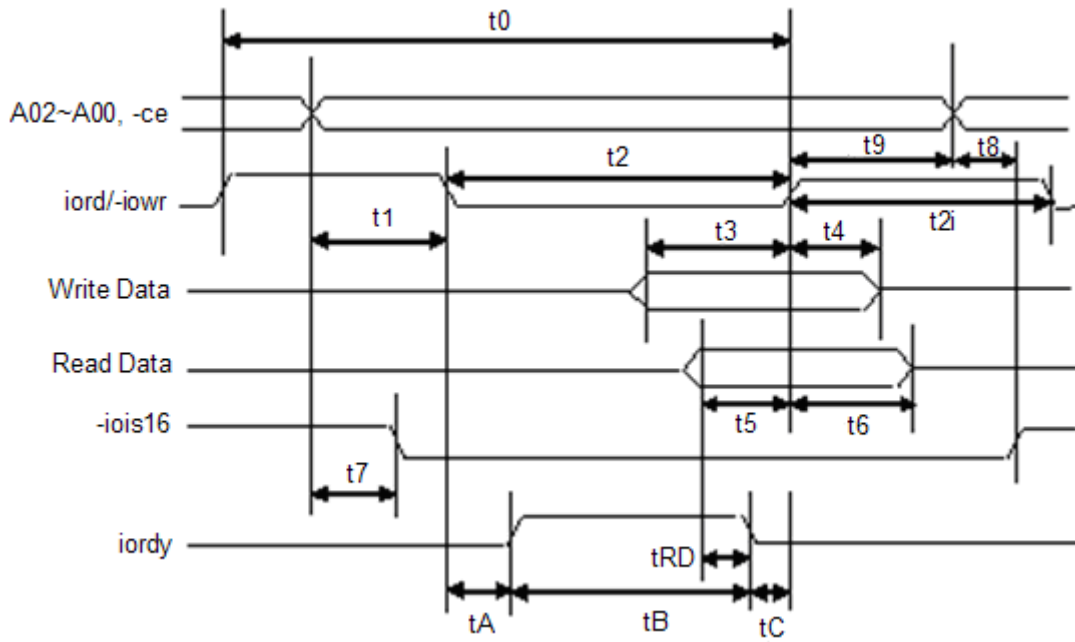 t0
A02~A00, -ce
t9 t8
t2
iord/-iowr
t1
t2i
t3 t4
Write Data
Read Data
t5 t6
-iois16
t7
iordy
tRD
tA tB tC